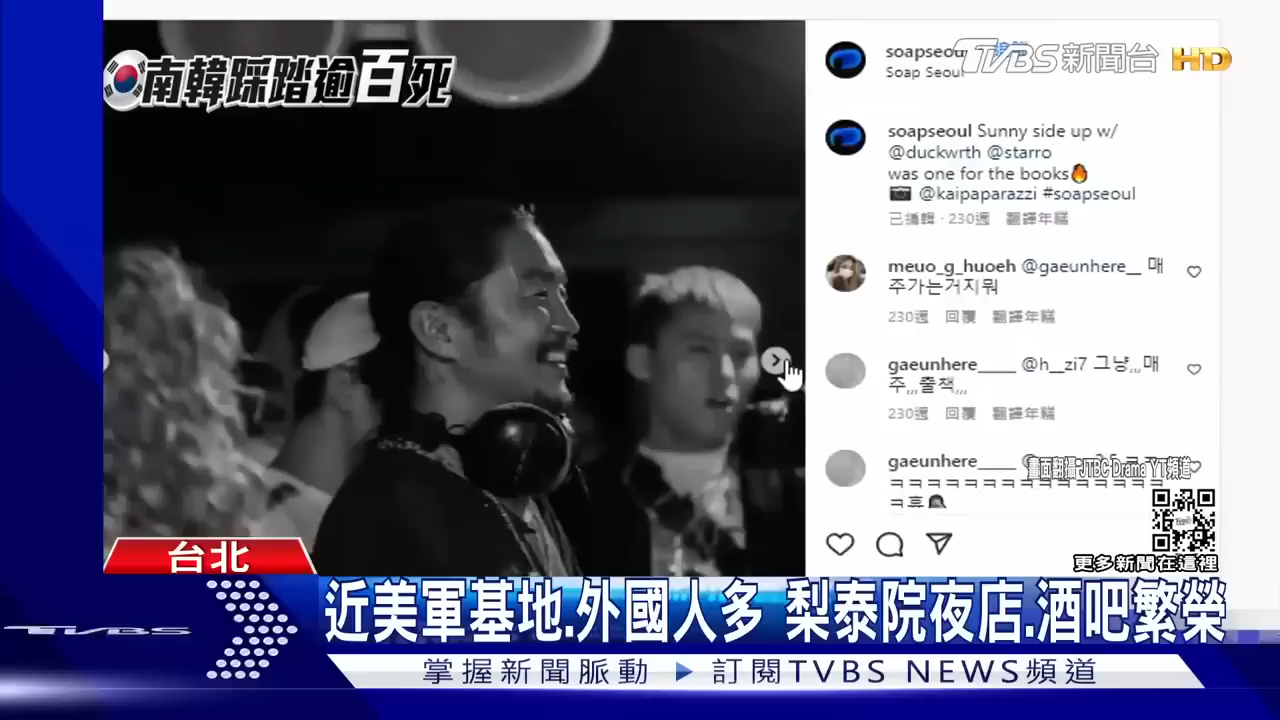 南韓踩踏逾百死
TVBS新聞台 HD
soapseoul
Soap Seoul
soapseoul Sunny side up w/
@duckwrth @starro
was one for the books🔥
📷 @kaipaparazzi #soapseoul
已編輯·230週 翻譯年糕
meuo_g_huoeh @gaeunhere__ 매
주가는거지뭐
230週 回覆 翻譯年糕
gaeunhere____ @h__zi7 그냥,,,매
주,,,출책,,,
230週 回覆 翻譯年糕
gaeunhere____
畫面翻攝 JTBC Drama YT頻道
ㅋㅋㅋㅋㅋㅋㅋㅋㅋㅋㅋㅋㅋㅋㅋ
更多新聞在這裡
台北
近美軍基地.外國人多 梨泰院夜店.酒吧繁榮
TVBS
掌握新聞脈動 ▶ 訂閱TVBS NEWS頻道